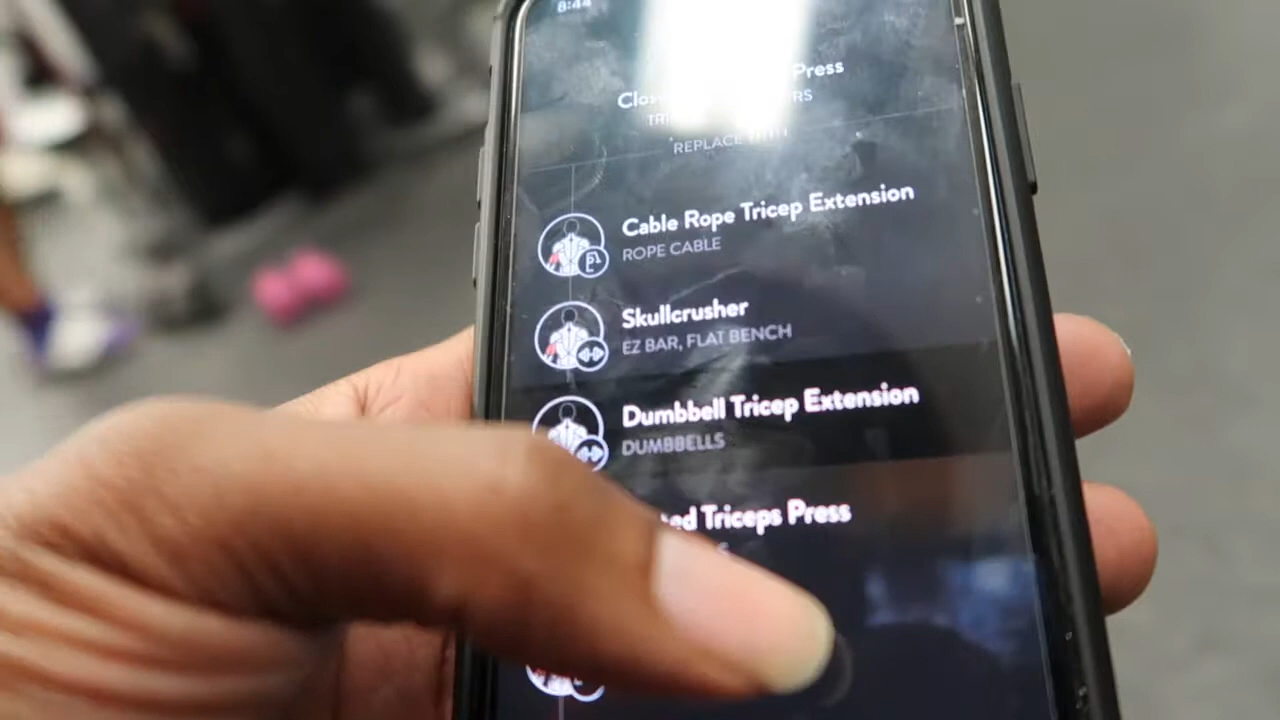 8:44
Press
TRI
REPLACE
Cable Rope Tricep Extension
ROPE CABLE
Skullcrusher
EZ BAR, FLAT BENCH
Dumbbell Tricep Extension
DUMBBELLS
Triceps Press